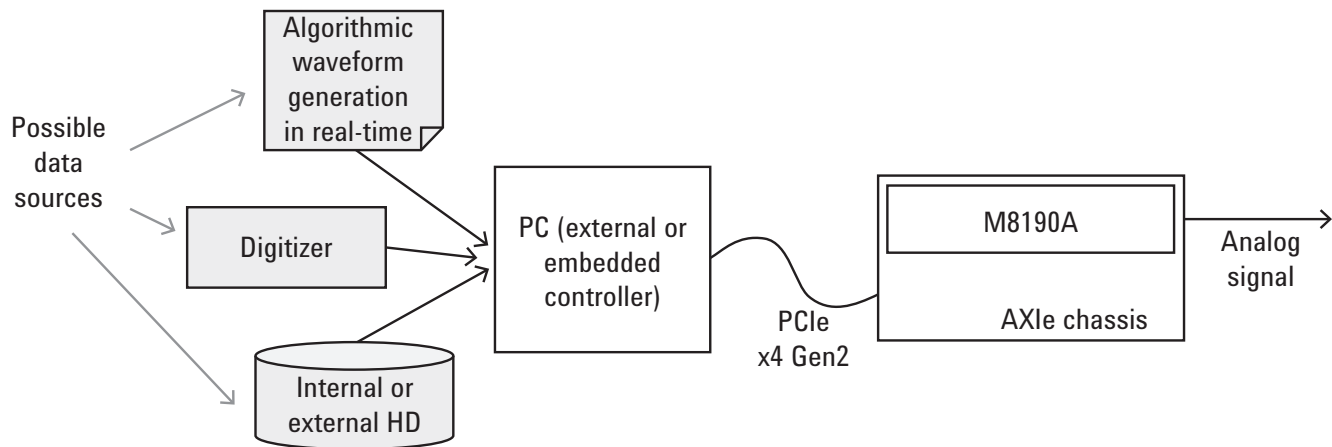 Algorithmic
waveform
generation
in real-time
Possible
data
sources
Digitizer
Internal or
external HD
PC (external or
embedded
controller)
PCIe
x4 Gen2
M8190A
AXIe chassis
Analog
signal